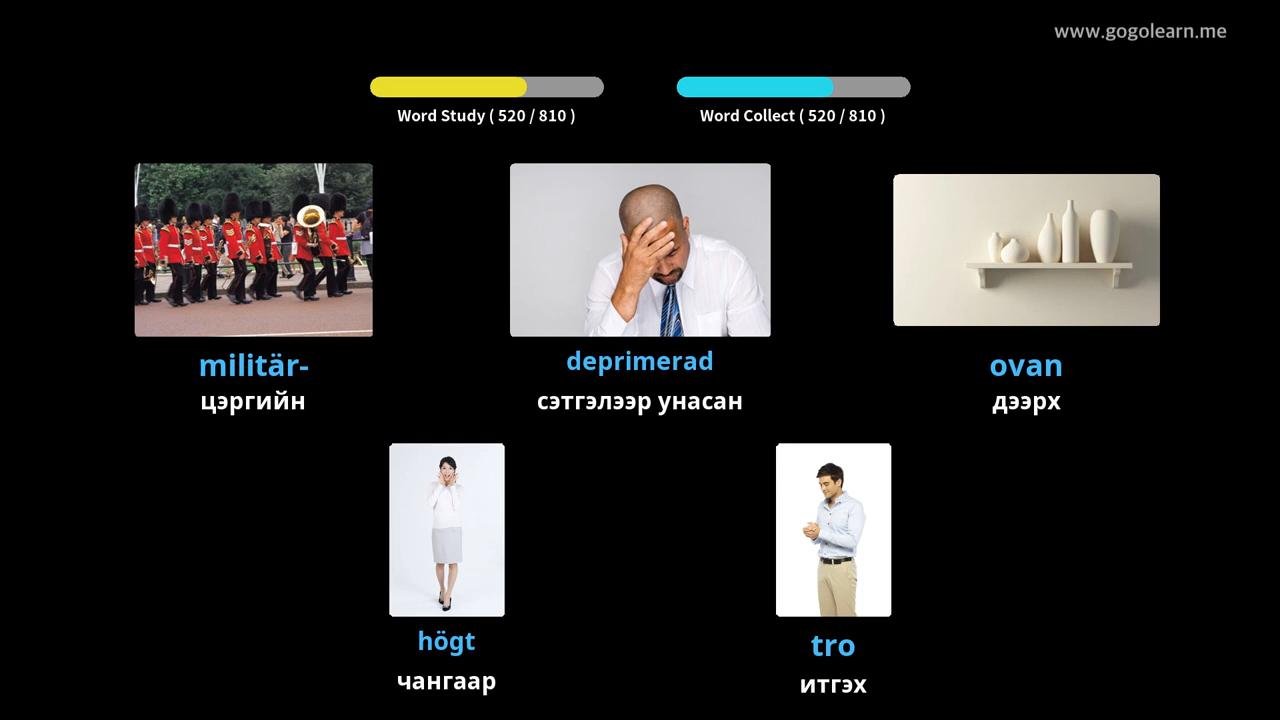 www.gogolearn.me
Word Study ( 520 / 810 )
Word Collect ( 520 / 810 )
militär-
цэргийн
deprimerad
сэтгэлээр унасан
ovan
дээрх
högt
чангаар
tro
итгэх